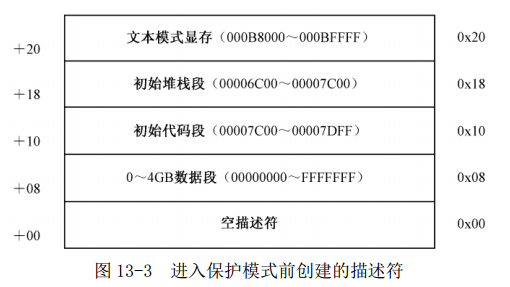 文本模式显存（000B8000～000BFFFF） 0x20
+20
初始堆栈段（00006C00～00007C00） 0x18
+18
初始代码段（00007C00～00007DFF） 0x10
+10
0～4GB数据段（00000000～FFFFFFF） 0x08
+08
空描述符 0x00
+00
图 13-3 进入保护模式前创建的描述符